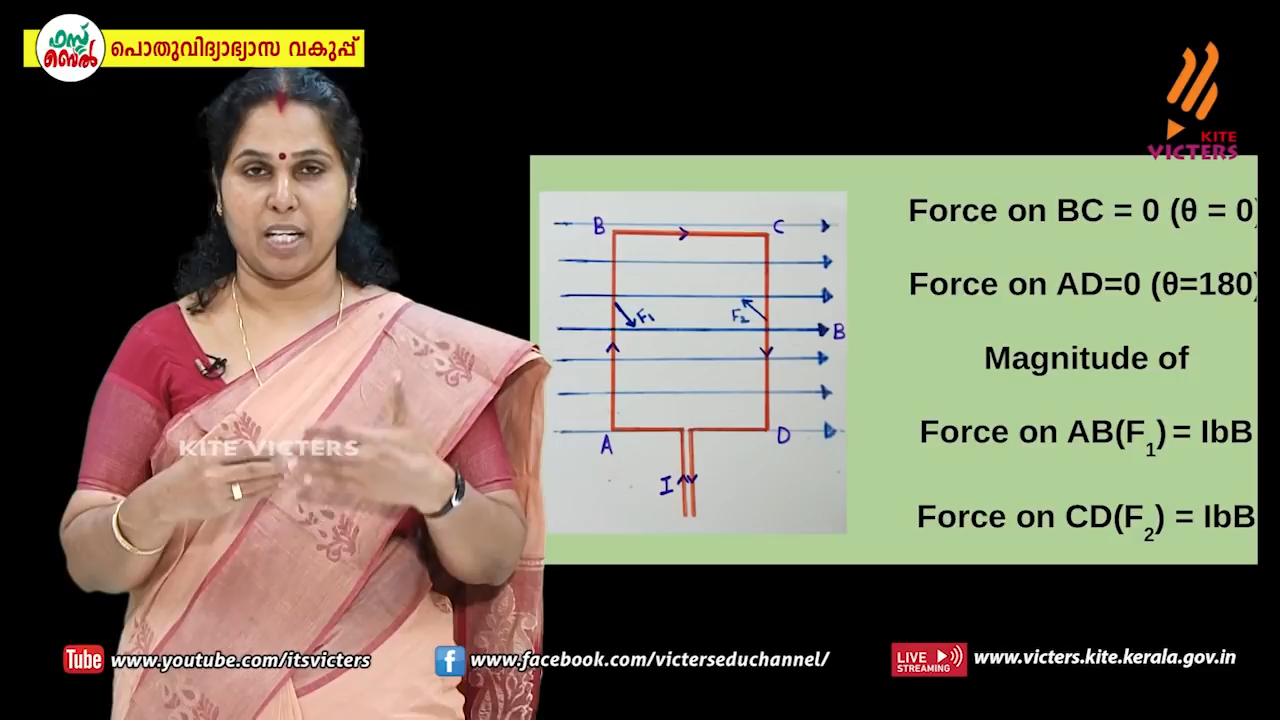 ഫസ്റ്റ്
ബെൽ
പൊതുവിദ്യാഭ്യാസ വകുപ്പ്
KITE
VICTERS
Force on BC = 0 (θ = 0)
Force on AD=0 (θ=180)
Magnitude of
Force on AB(F1) = IbB
Force on CD(F2) = IbB
B
C
F1
F2
B
A
D
I
KITE VICTERS
Tube www.youtube.com/itsvicters
f www.facebook.com/victerseduchannel/
LIVE
STREAMING
www.victers.kite.kerala.gov.in